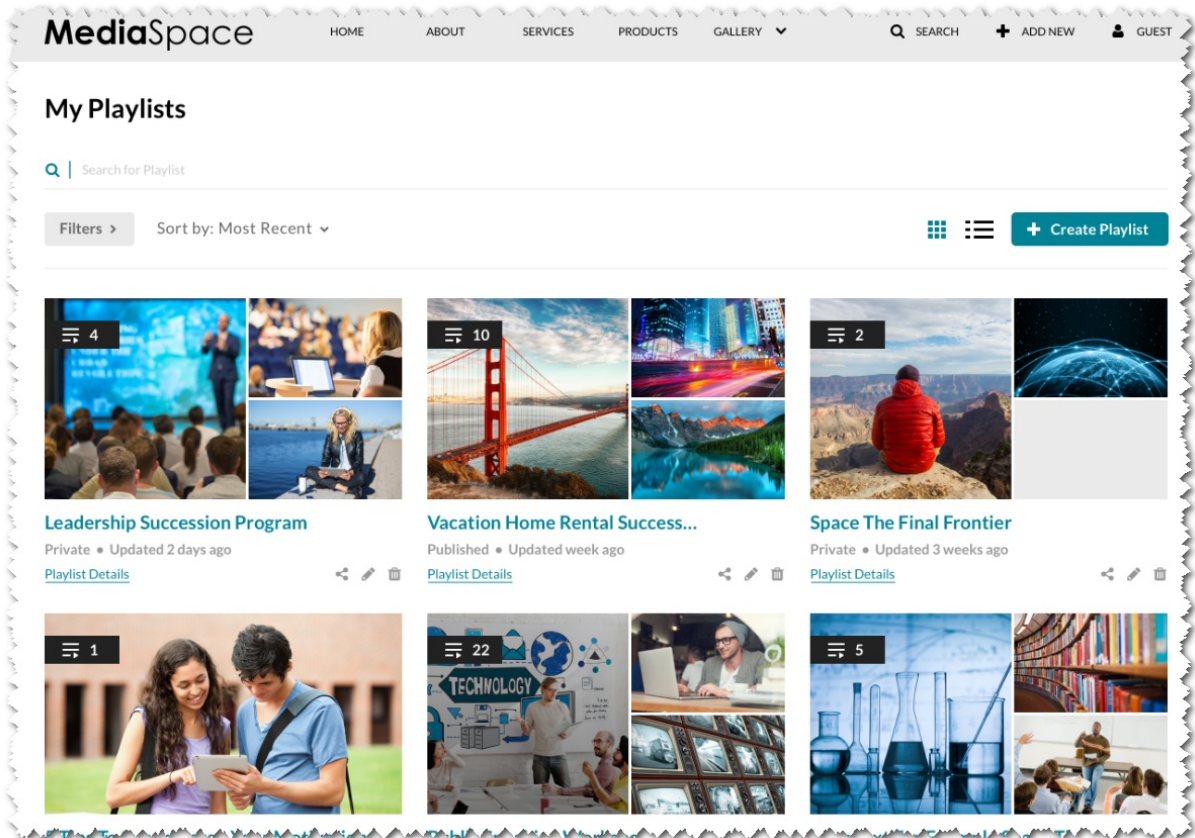 MediaSpace HOME ABOUT SERVICES PRODUCTS GALLERY SEARCH ADD NEW GUEST
My Playlists
Search for Playlist
Filters > Sort by: Most Recent Create Playlist
4
10
2
Leadership Succession Program
Private • Updated 2 days ago
Playlist Details
Vacation Home Rental Success...
Published • Updated week ago
Playlist Details
Space The Final Frontier
Private • Updated 3 weeks ago
Playlist Details
1
22
TECHNOLOGY
5